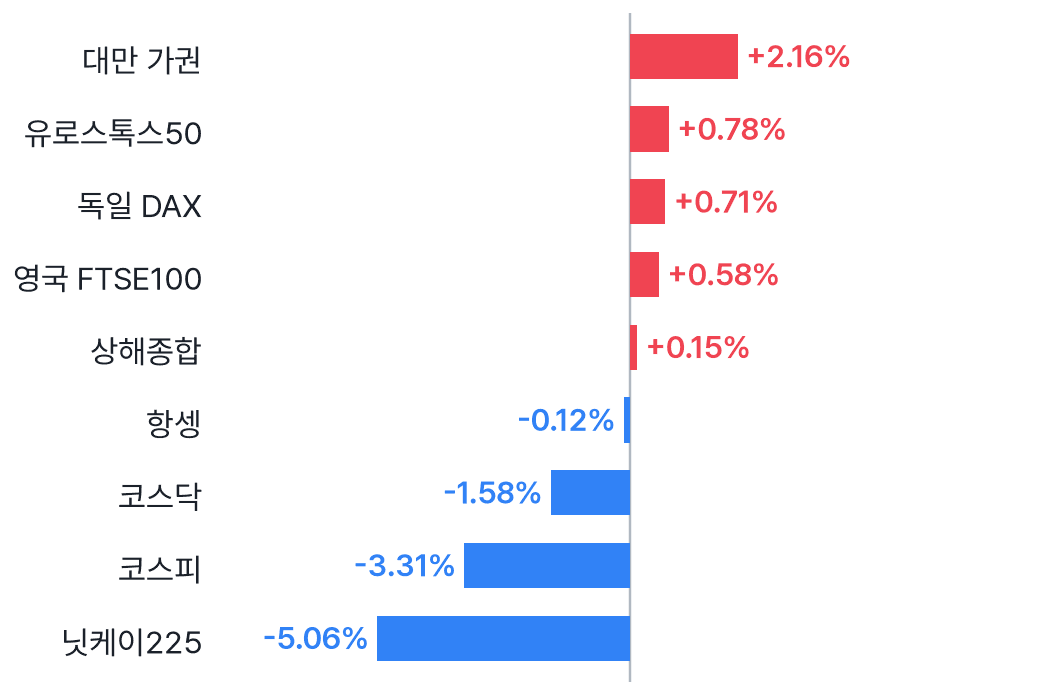 대만 가권 +2.16%
유로스톡스50 +0.78%
독일 DAX +0.71%
영국 FTSE100 +0.58%
상해종합 +0.15%
항셍 -0.12%
코스닥 -1.58%
코스피 -3.31%
닛케이225 -5.06%